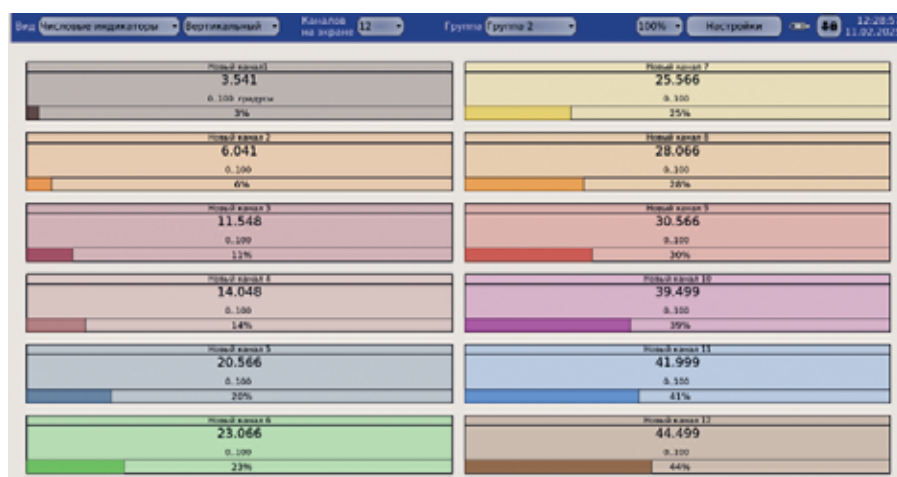 Вид Числовые индикаторы Вертикальный Каналов на экране 12 Группа Группа 2 100% Настройки 12:28:5
11.02.202
Новый канал1
3.541
0..100 градусы
3%
Новый канал 2
6.041
0..100
6%
Новый канал 3
11.548
0..100
11%
Новый канал 4
14.048
0..100
14%
Новый канал 5
20.566
0..100
20%
Новый канал 6
23.066
0..100
23%
Новый канал 7
25.566
0..100
25%
Новый канал 8
28.066
0..100
28%
Новый канал 9
30.566
0..100
30%
Новый канал 10
39.499
0..100
39%
Новый канал 11
41.999
0..100
41%
Новый канал 12
44.499
0..100
44%